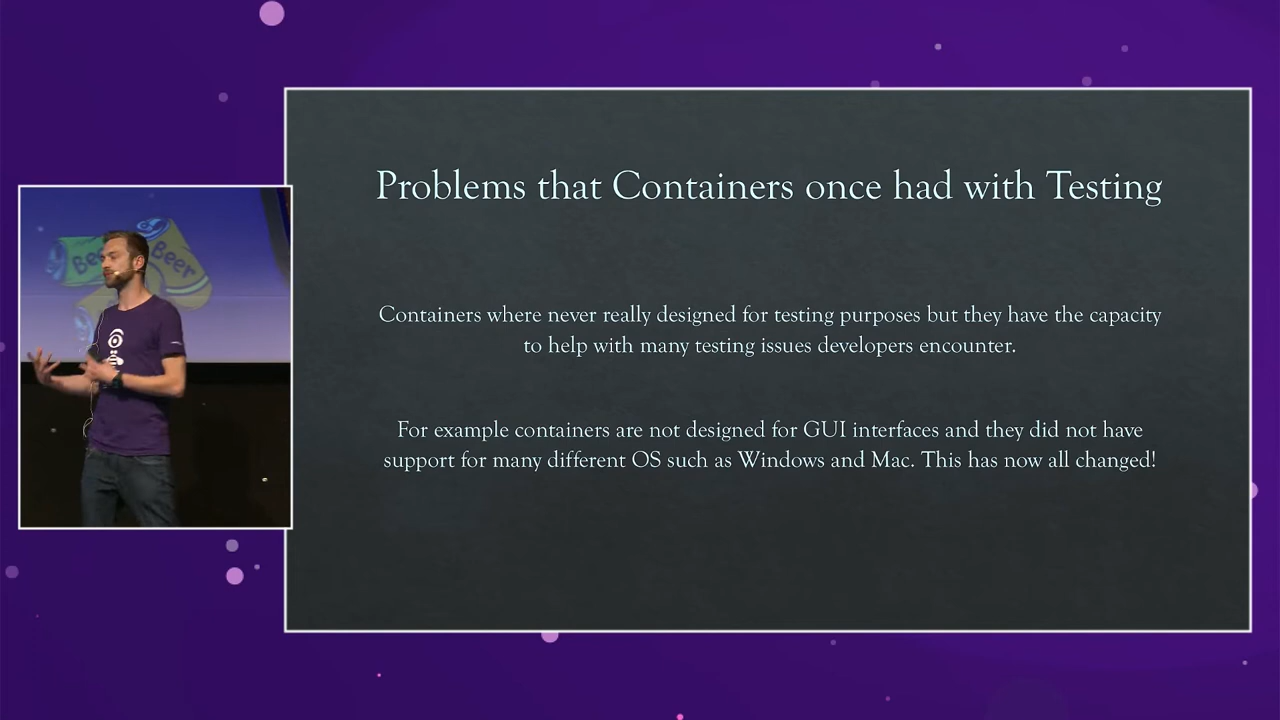 Problems that Containers once had with Testing
Containers where never really designed for testing purposes but they have the capacity
to help with many testing issues developers encounter.
For example containers are not designed for GUI interfaces and they did not have
support for many different OS such as Windows and Mac. This has now all changed!
Beer